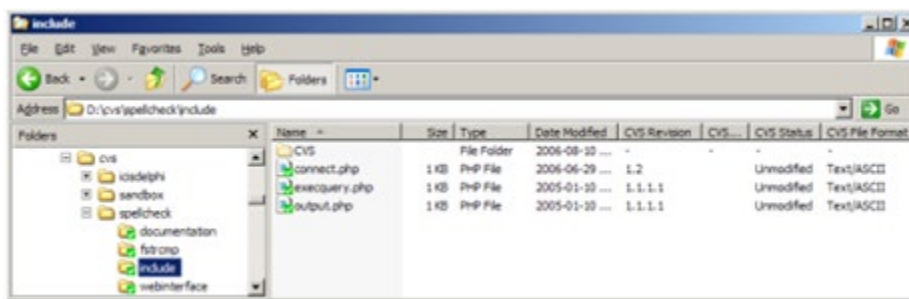 include
File Edit View Favorites Tools Help
Back Search Folders
Address D:\cvs\spellcheck\include Go
Folders × Name Size Type Date Modified CVS Revision CVS... CVS Status CVS File Format
cvs CVS File Folder 2006-08-10 ... - - - -
icisdelphi connect.php 1 KB PHP File 2006-06-29 ... 1.2 Unmodified Text/ASCII
sandbox execquery.php 1 KB PHP File 2005-01-10 ... 1.1.1.1 Unmodified Text/ASCII
spellcheck output.php 1 KB PHP File 2005-01-10 ... 1.1.1.1 Unmodified Text/ASCII
documentation
fstrcmp
include
webinterface